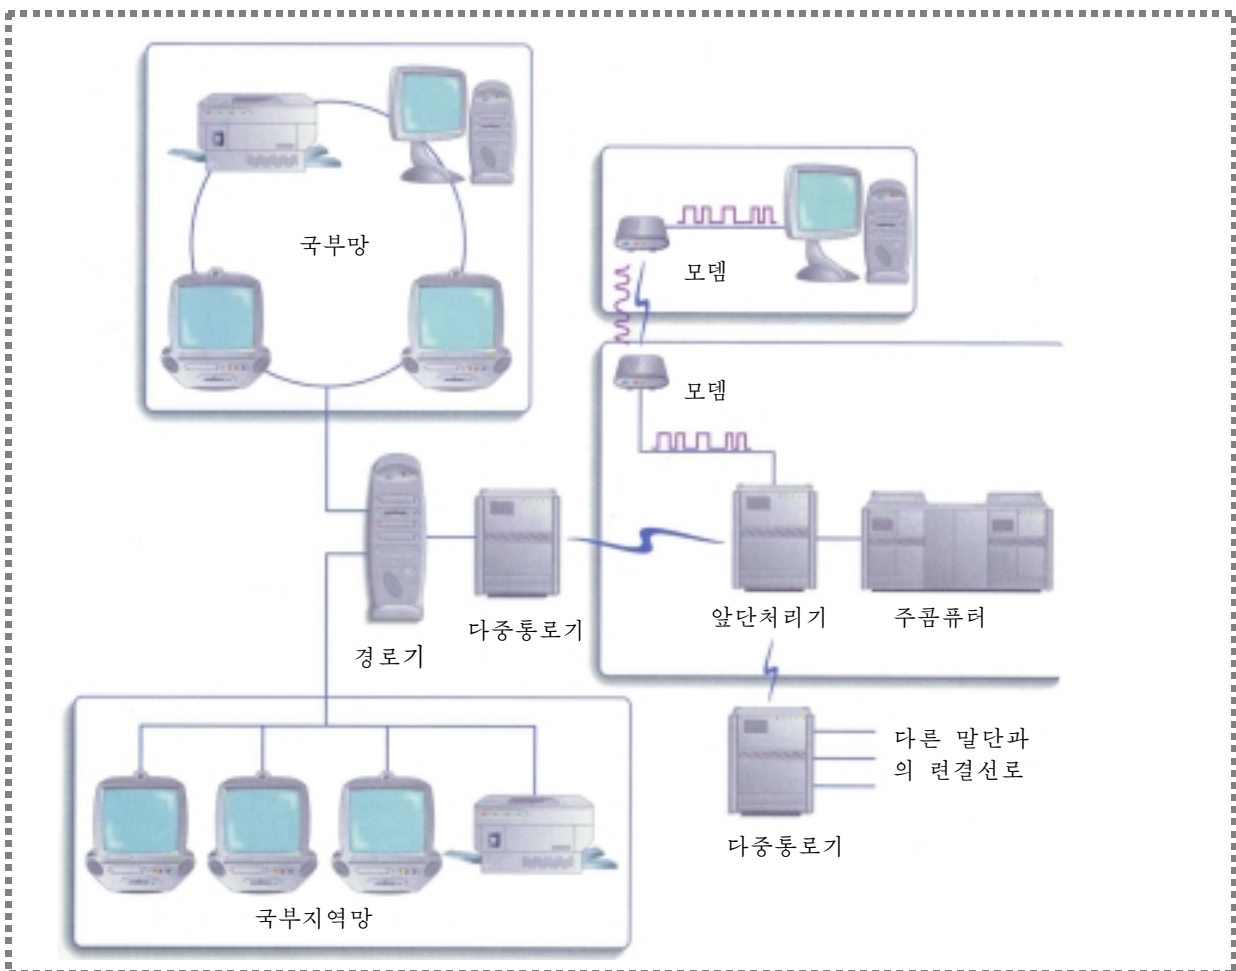 국부망
모뎀
모뎀
앞단처리기
주콤퓨터
다중통로기
경로기
다른 말단과
의 련결선로
다중통로기
국부지역망